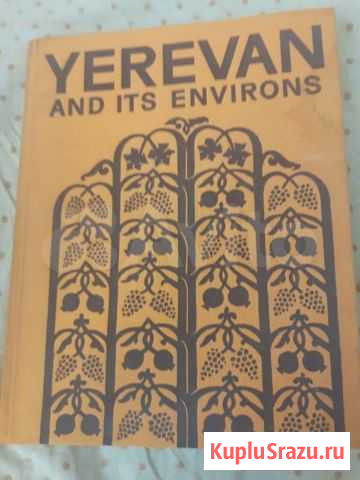 YEREVAN
AND ITS ENVIRONS
KupluSrazu.ru